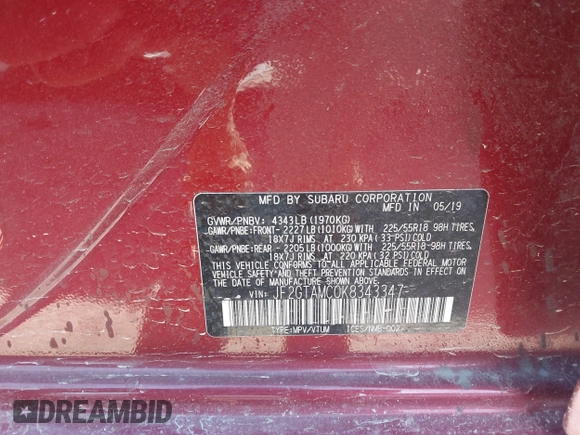 MFD BY SUBARU CORPORATION
MFD. IN JAPAN 05/19
GVWR/PNBV: 4343LB (1970KG)
GAWR/PNBE:FRONT- 2227LB(1010KG)WITH 225/55R18 98H TIRES,
18X7J RIMS AT 230 KPA(33 PSI)COLD
GAWR/PNBE:REAR - 2205LB(1000KG)WITH 225/55R18-98H TIRES,
18X7J RIMS AT 220 KPA(32 PSI)COLD
THIS VEHICLE CONFORMS TO ALL APPLICABLE FEDERAL MOTOR
VEHICLE SAFETY AND THEFT PREVENTION STANDARDS IN EFFECT
ON THE DATE OF MANUFACTURE SHOWN ABOVE.
VIN: JF2GTAMC0K8343347
TYPE:MPV/VTUM ICES/NMB-002
DREAMBID